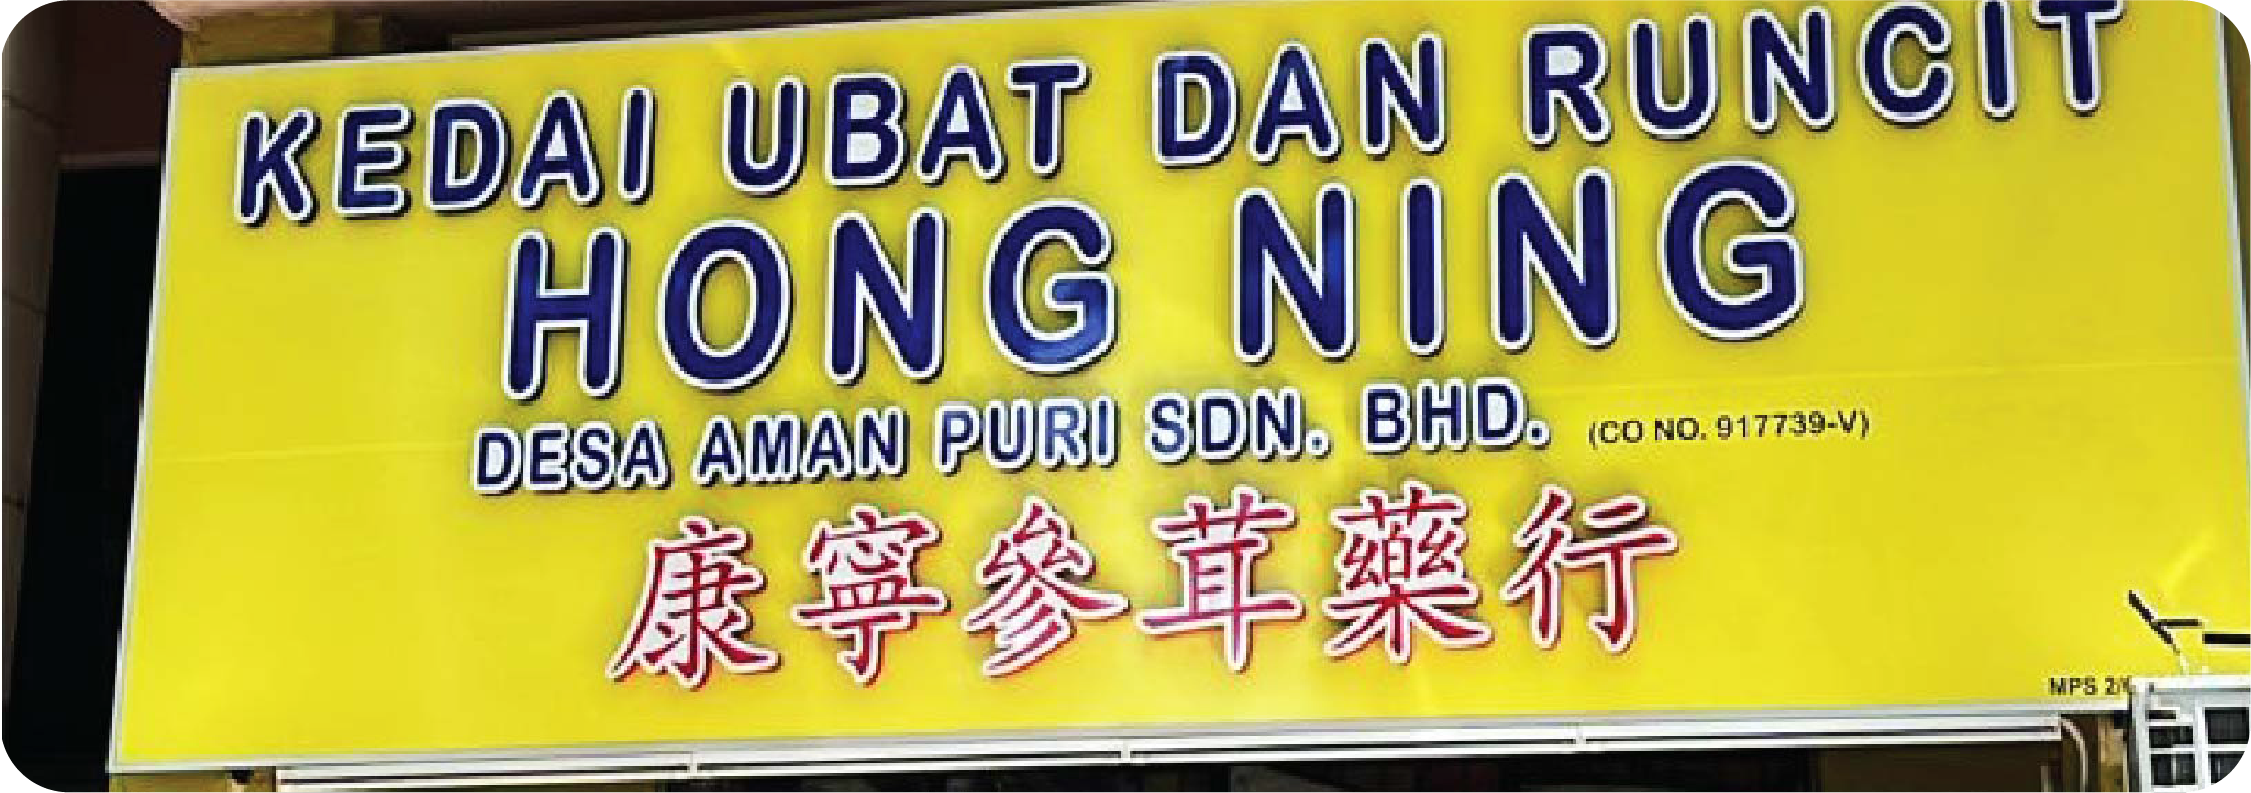 KEDAI UBAT DAN RUNCIT
HONG NING
DESA AMAN PURI SDN. BHD. (CO NO. 917739-V)
康寧參茸藥行
MPS